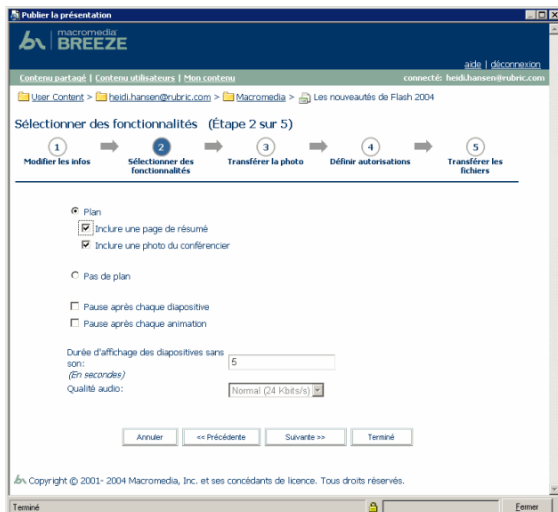 Publier la présentation
macromedia
BREEZE
aide | déconnexion
Contenu partagé | Contenu utilisateurs | Mon contenu
connecté: heidi.hansen@rubric.com
User Content > heidi.hansen@rubric.com > Macromedia > Les nouveautés de Flash 2004
Sélectionner des fonctionnalités (Étape 2 sur 5)
1 2 3 4 5
Modifier les infos Sélectionner des fonctionnalités Transférer la photo Définir autorisations Transférer les fichiers
Plan
Inclure une page de résumé
Inclure une photo du conférencier
Pas de plan
Pause après chaque diapositive
Pause après chaque animation
Durée d'affichage des diapositives sans
son: 5
(En secondes)
Qualité audio: Normal (24 Kbits/s)
Annuler << Précédente Suivante >> Terminé
Copyright © 2001- 2004 Macromedia, Inc. et ses concédants de licence. Tous droits réservés.
Terminé Fermer